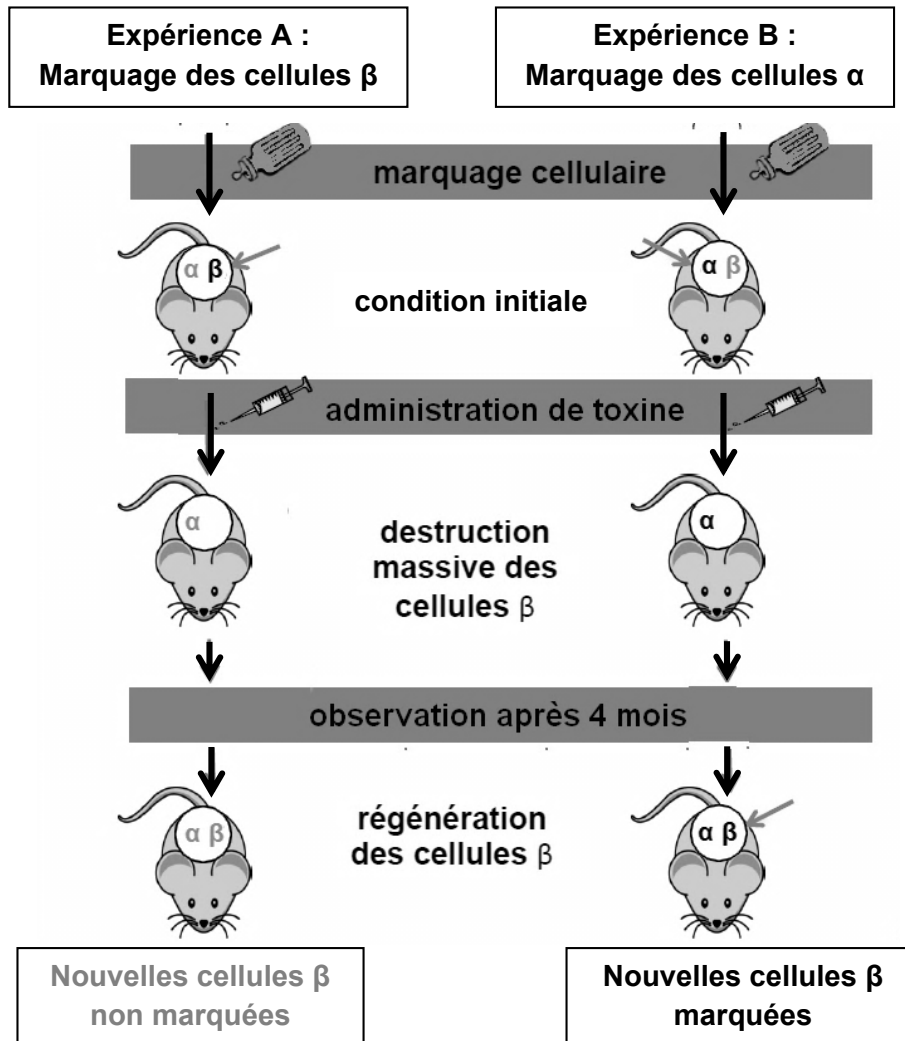 Expérience A :
Marquage des cellules β
Expérience B :
Marquage des cellules α
marquage cellulaire
α β
α β
condition initiale
administration de toxine
α
α
destruction
massive des
cellules β
observation après 4 mois
α β
α β
régénération
des cellules β
Nouvelles cellules β
non marquées
Nouvelles cellules β
marquées